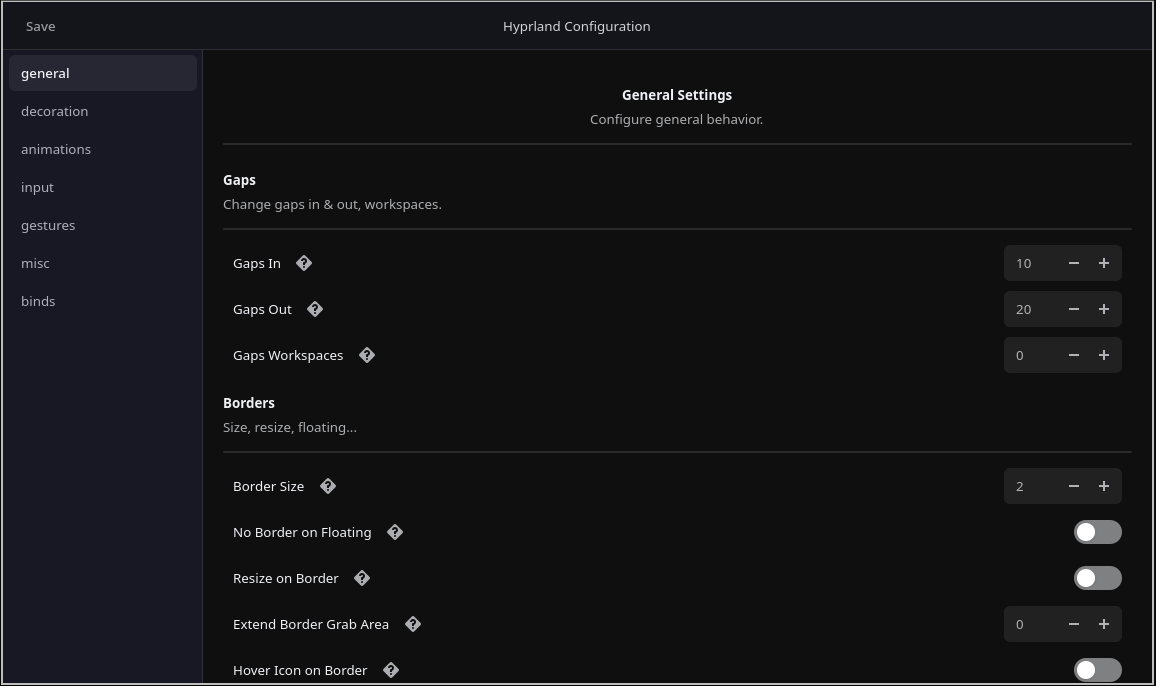 Save
Hyprland Configuration
general
decoration
animations
input
gestures
misc
binds
General Settings
Configure general behavior.
Gaps
Change gaps in & out, workspaces.
Gaps In ? 10 − +
Gaps Out ? 20 − +
Gaps Workspaces ? 0 − +
Borders
Size, resize, floating...
Border Size ? 2 − +
No Border on Floating ?
Resize on Border ?
Extend Border Grab Area ? 0 − +
Hover Icon on Border ?